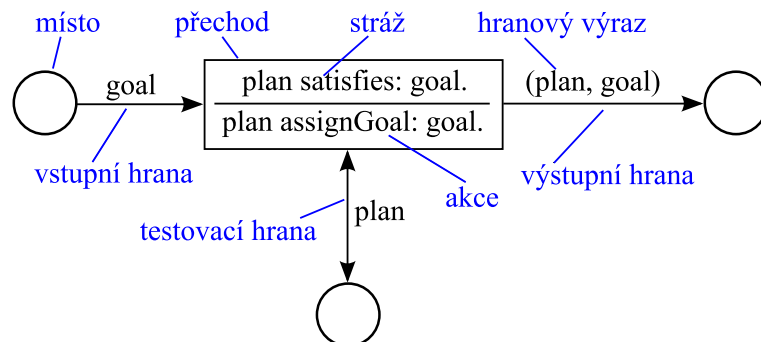 místo
přechod
stráž
hranový výraz
goal
plan satisfies: goal.
(plan, goal)
plan assignGoal: goal.
vstupní hrana
akce
výstupní hrana
testovací hrana
plan